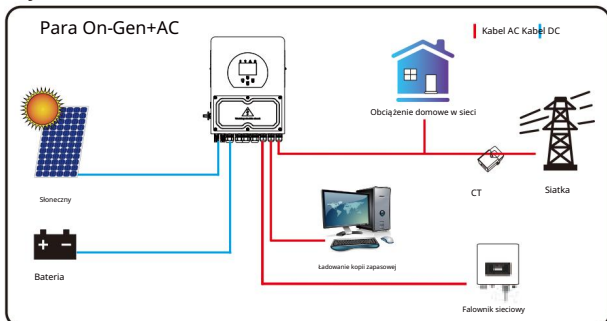 Para On-Gen+AC
Kabel AC Kabel DC
Obciążenie domowe w sieci
CT
Siatka
Słoneczny
Bateria
Ładowanie kopii zapasowej
Falownik sieciowy